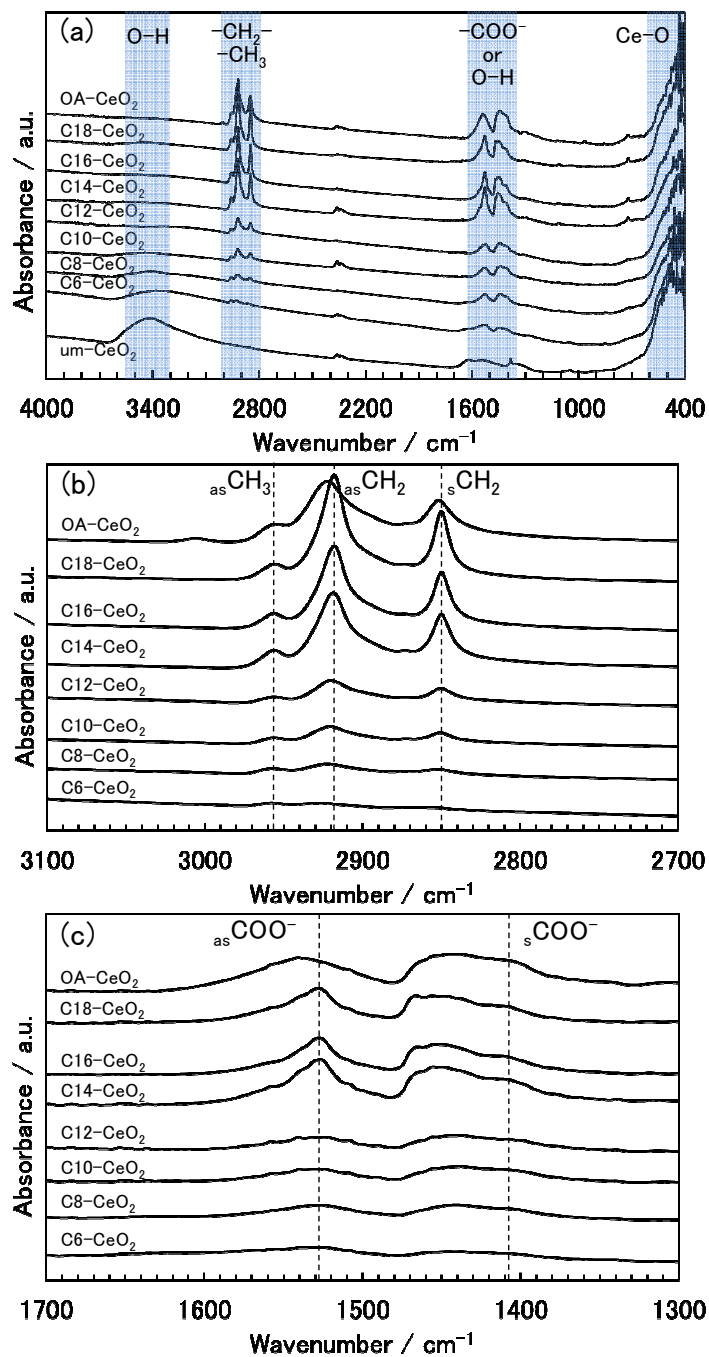 (a)
O-H
-CH₂-
-CH₃
-COO⁻
or
O-H
Ce-O
OA-CeO₂
C18-CeO₂
C16-CeO₂
C14-CeO₂
C12-CeO₂
C10-CeO₂
C8-CeO₂
C6-CeO₂
um-CeO₂
Absorbance / a.u.
4000 3400 2800 2200 1600 1000 400
Wavenumber / cm⁻¹
(b)
asCH₃
asCH₂
sCH₂
OA-CeO₂
C18-CeO₂
C16-CeO₂
C14-CeO₂
C12-CeO₂
C10-CeO₂
C8-CeO₂
C6-CeO₂
Absorbance / a.u.
3100 3000 2900 2800 2700
Wavenumber / cm⁻¹
(c)
asCOO⁻
sCOO⁻
OA-CeO₂
C18-CeO₂
C16-CeO₂
C14-CeO₂
C12-CeO₂
C10-CeO₂
C8-CeO₂
C6-CeO₂
Absorbance / a.u.
1700 1600 1500 1400 1300
Wavenumber / cm⁻¹